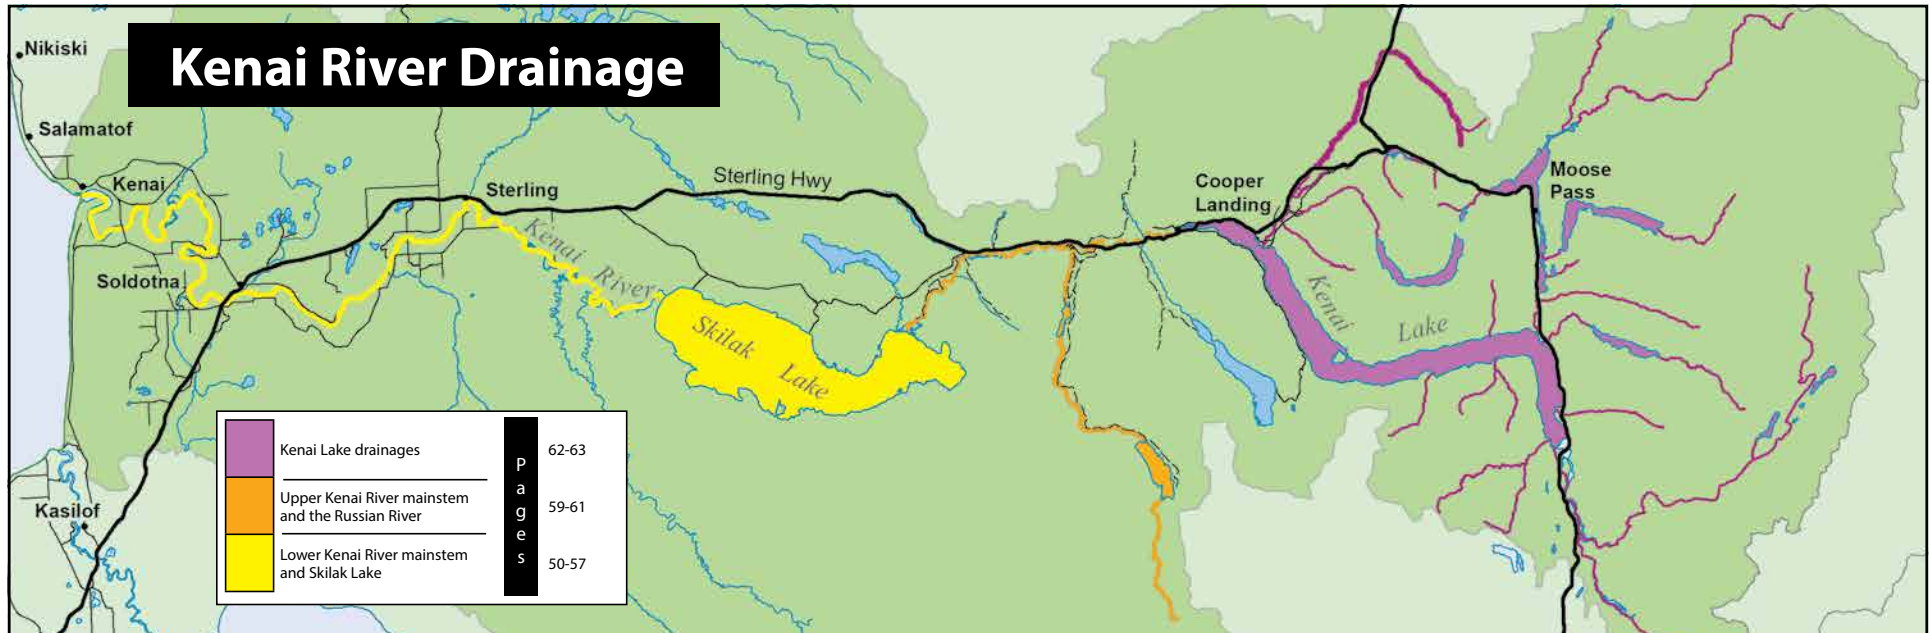 Kenai River Drainage
Nikiski
Salamatof
Kenai
Soldotna
Kasilof
Sterling
Sterling Hwy
Kenai River
Skilak
Lake
Cooper
Landing
Moose
Pass
Kenai
Lake
Kenai Lake drainages
Upper Kenai River mainstem
and the Russian River
Lower Kenai River mainstem
and Skilak Lake
Pages
62-63
59-61
50-57